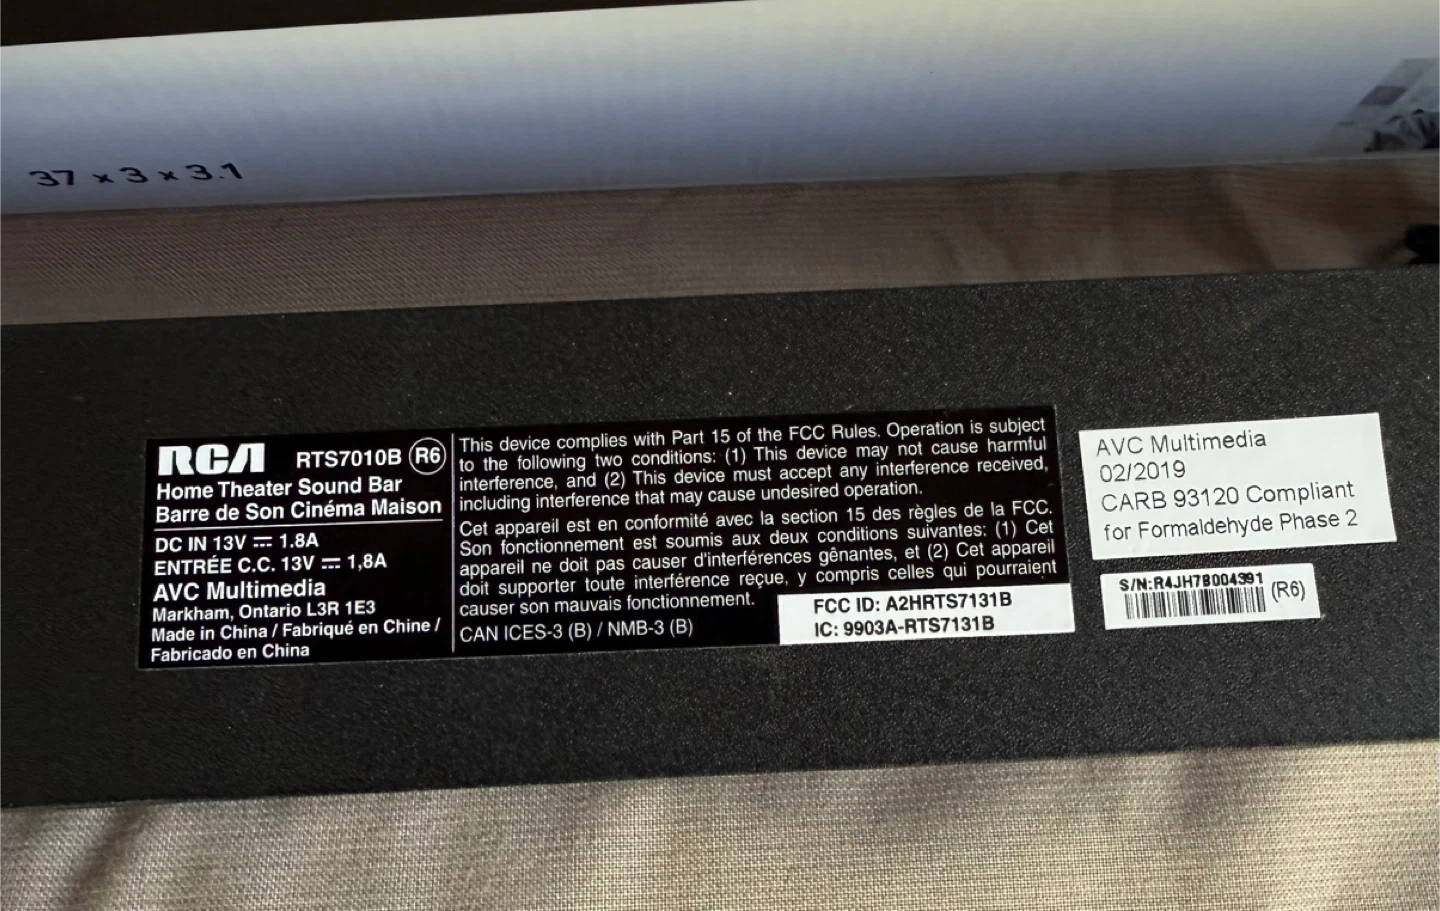 37 x 3 x 3.1
RCA RTS7010B R6
Home Theater Sound Bar
Barre de Son Cinéma Maison
DC IN 13V ⎓ 1.8A
ENTRÉE C.C. 13V ⎓ 1,8A
AVC Multimedia
Markham, Ontario L3R 1E3
Made in China / Fabriqué en Chine /
Fabricado en China
This device complies with Part 15 of the FCC Rules. Operation is subject
to the following two conditions: (1) This device may not cause harmful
interference, and (2) This device must accept any interference received,
including interference that may cause undesired operation.
Cet appareil est en conformité avec la section 15 des règles de la FCC.
Son fonctionnement est soumis aux deux conditions suivantes: (1) Cet
appareil ne doit pas causer d'interférences gênantes, et (2) Cet appareil
doit supporter toute interférence reçue, y compris celles qui pourraient
causer son mauvais fonctionnement.
CAN ICES-3 (B) / NMB-3 (B)
FCC ID: A2HRTS7131B
IC: 9903A-RTS7131B
AVC Multimedia
02/2019
CARB 93120 Compliant
for Formaldehyde Phase 2
S/N:R4JH7B004391
(R6)